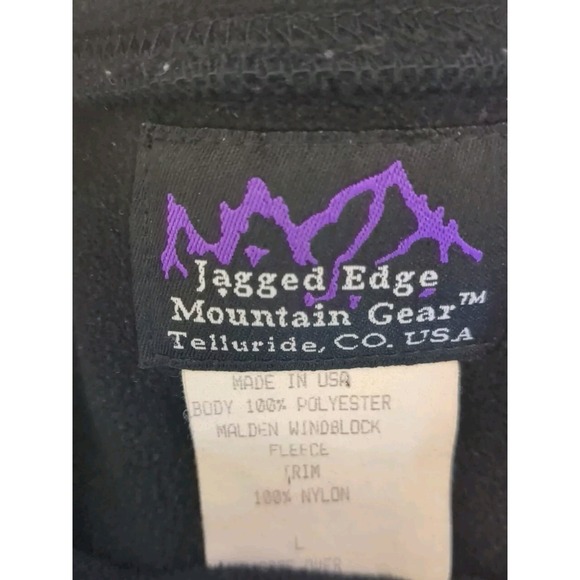 Jagged Edge
Mountain Gear™
Telluride, CO. USA
MADE IN USA
BODY 100% POLYESTER
MALDEN WINDBLOCK
FLEECE
TRIM
100% NYLON
L
OVER